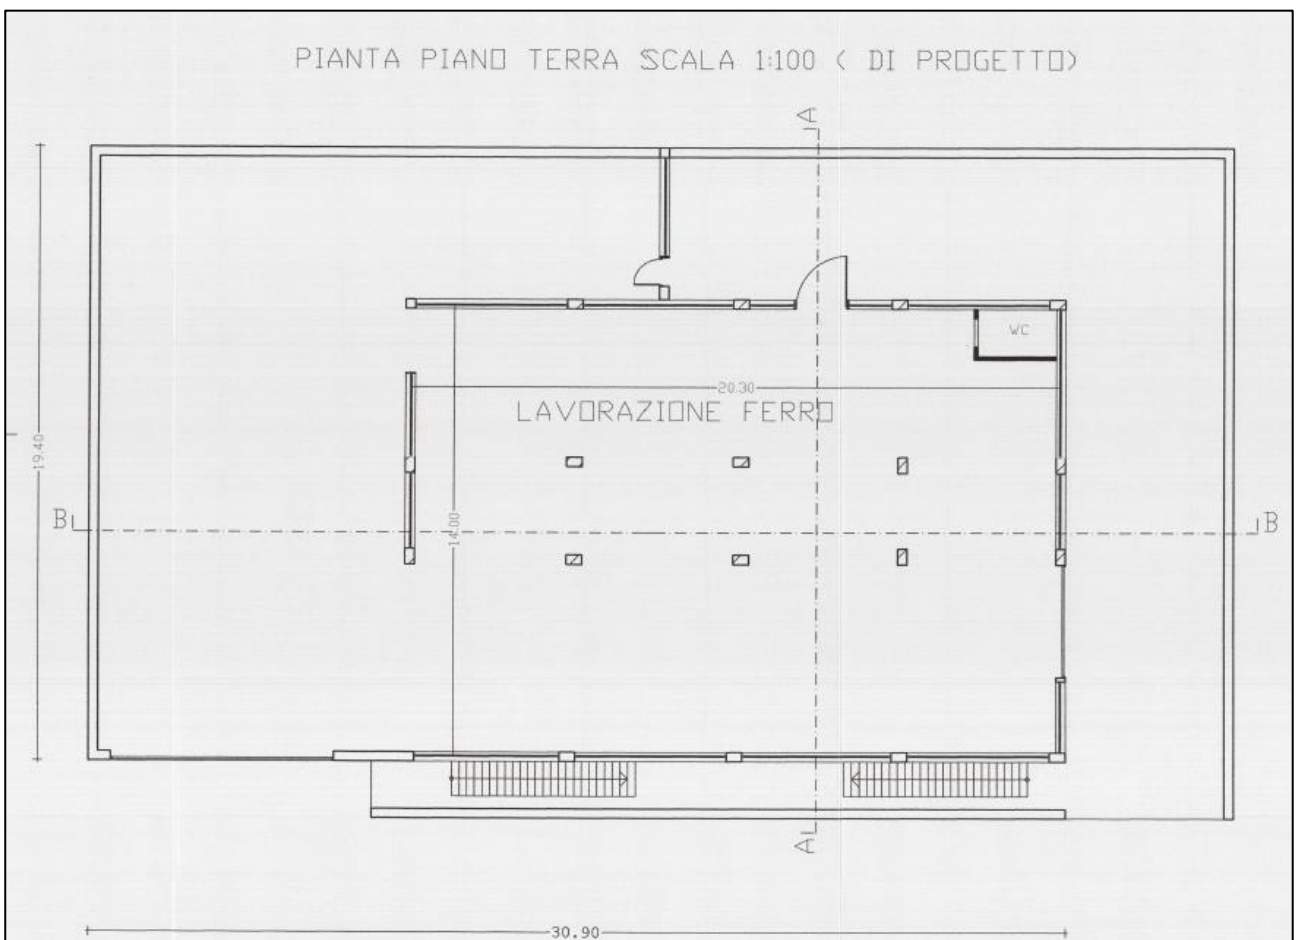 PIANTA PIANO TERRA SCALA 1:100 ( DI PROGETTO)
A
WC
20.30
LAVORAZIONE FERRO
19.40
B
14.00
B
A
30.90